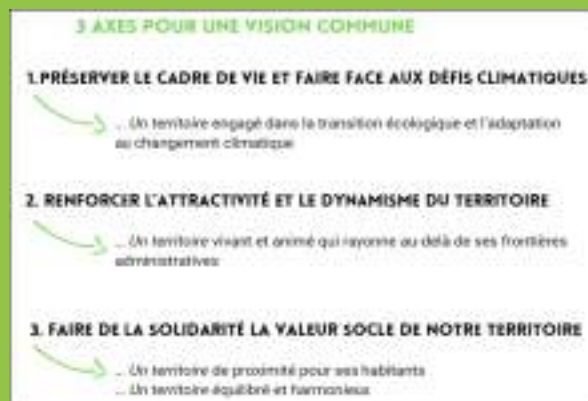 3 AXES POUR UNE VISION COMMUNE
1. PRÉSERVER LE CADRE DE VIE ET FAIRE FACE AUX DÉFIS CLIMATIQUES
... Un territoire engagé dans la transition écologique et l'adaptation
au changement climatique
2. RENFORCER L'ATTRACTIVITÉ ET LE DYNAMISME DU TERRITOIRE
... Un territoire vivant et animé qui rayonne au delà de ses frontières
administratives
3. FAIRE DE LA SOLIDARITÉ LA VALEUR SOCLE DE NOTRE TERRITOIRE
... Un territoire de proximité pour ses habitants
... Un territoire équilibré et harmonieux